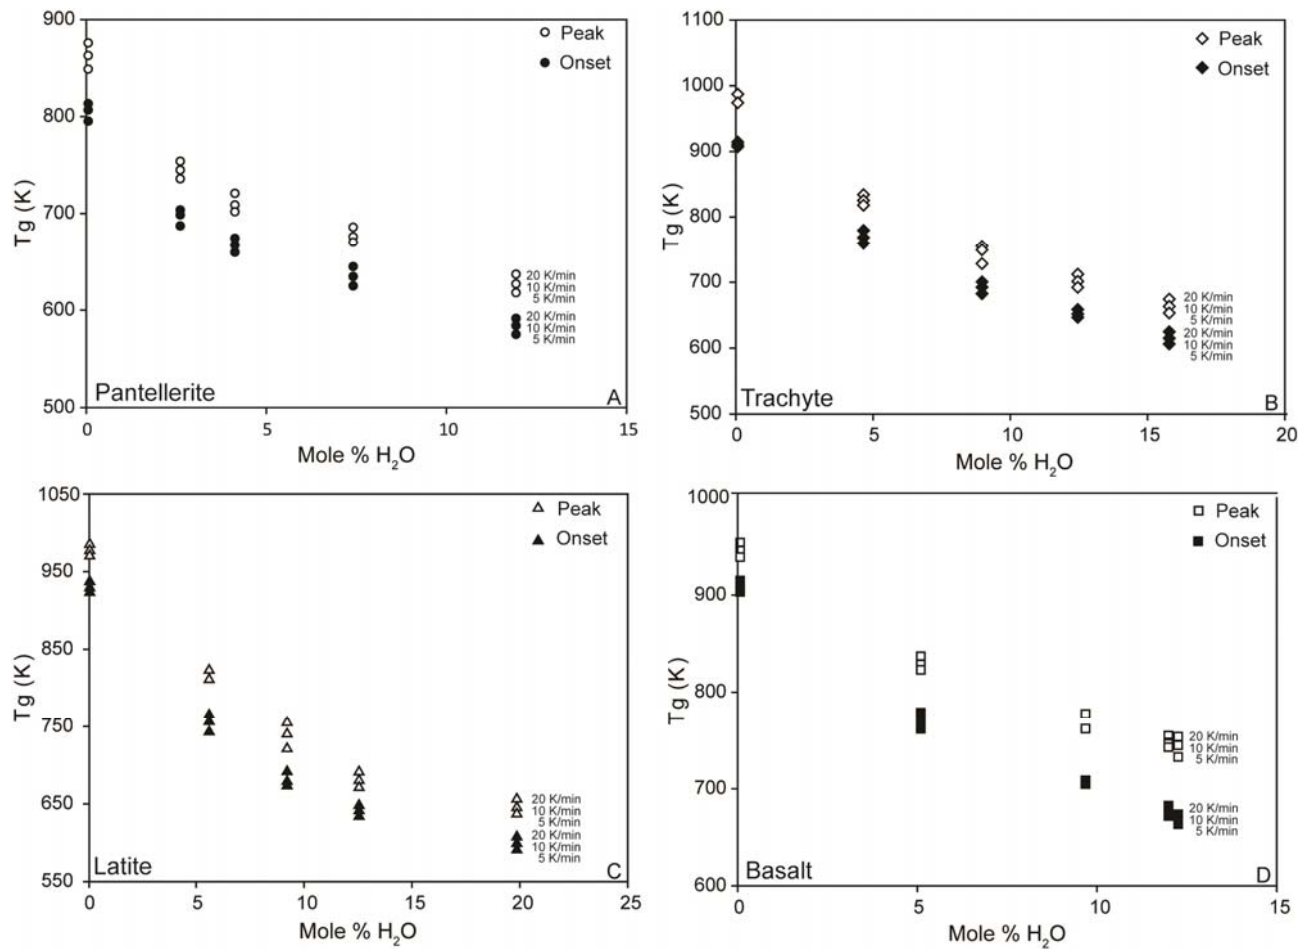 900
800
700
600
500
Tg (K)
Peak
Onset
20 K/min
10 K/min
5 K/min
20 K/min
10 K/min
5 K/min
Pantellerite
A
0
5
10
15
Mole % H₂O
1100
1000
900
800
700
600
500
Tg (K)
Peak
Onset
20 K/min
10 K/min
5 K/min
20 K/min
10 K/min
5 K/min
Trachyte
B
0
5
10
15
20
Mole % H₂O
1050
950
850
750
650
550
Tg (K)
Peak
Onset
20 K/min
10 K/min
5 K/min
20 K/min
10 K/min
5 K/min
Latite
C
0
5
10
15
20
25
Mole % H₂O
1000
900
800
700
600
Tg (K)
Peak
Onset
20 K/min
10 K/min
5 K/min
20 K/min
10 K/min
5 K/min
Basalt
D
0
5
10
15
Mole % H₂O